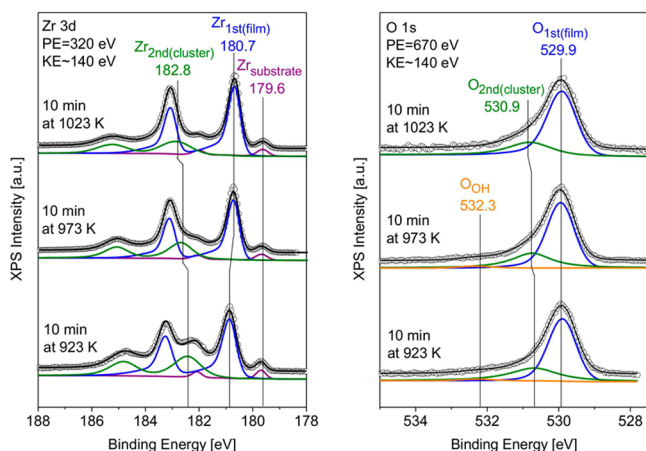 Zr 3d
PE=320 eV
KE~140 eV
Zr1st(film)
180.7
Zr2nd(cluster)
182.8
Zrsubstrate
179.6
10 min
at 1023 K
10 min
at 973 K
10 min
at 923 K
XPS Intensity [a.u.]
188 186 184 182 180 178
Binding Energy [eV]
O 1s
PE=670 eV
KE~140 eV
O1st(film)
529.9
O2nd(cluster)
530.9
10 min
at 1023 K
OOH
532.3
10 min
at 973 K
10 min
at 923 K
XPS Intensity [a.u.]
534 532 530 528
Binding Energy [eV]